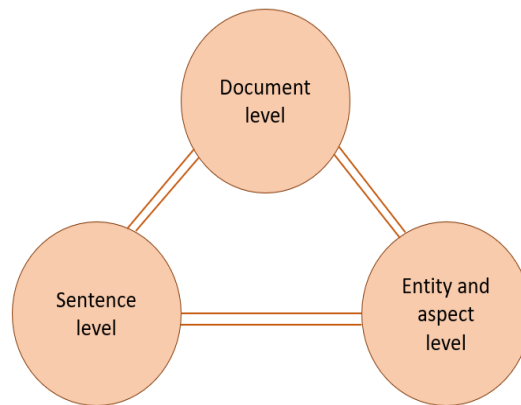 Document
level
Sentence
level
Entity and
aspect
level